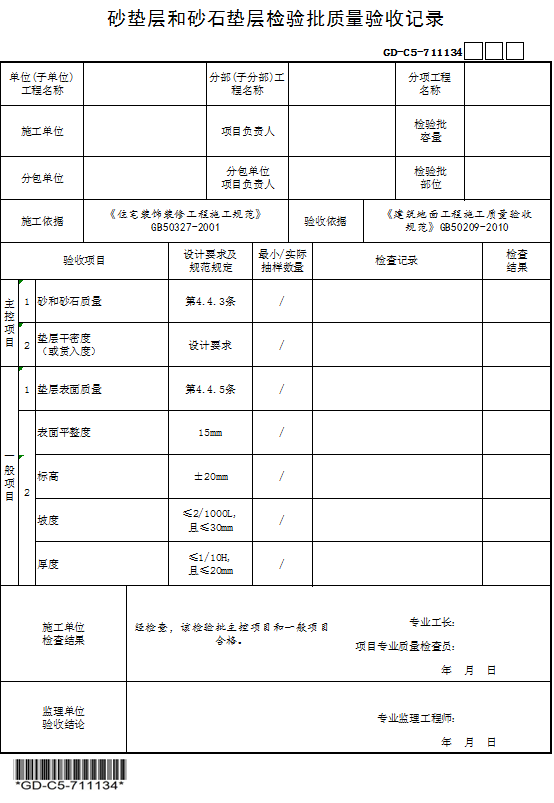 砂垫层和砂石垫层检验批质量验收记录
GD-C5-711134
单位(子单位)
工程名称
分部(子分部)工
程名称
分项工程
名称
施工单位
项目负责人
检验批
容量
分包单位
分包单位
项目负责人
检验批
部位
施工依据
《住宅装饰装修工程施工规范》
GB50327-2001
验收依据
《建筑地面工程施工质量验收
规范》GB50209-2010
验收项目
设计要求及
规范规定
最小/实际
抽样数量
检查记录
检查
结果
主控项目
1 砂和砂石质量 第4.4.3条 /
2 垫层干密度
（或贯入度） 设计要求 /
一般项目
1 垫层表面质量 第4.4.5条 /
2
表面平整度 15mm /
标高 ±20mm /
坡度 ≤2/1000L,
且≤30mm /
厚度 ≤1/10H,
且≤20mm /
施工单位
检查结果
经检查，该检验批主控项目和一般项目
合格。
专业工长:
项目专业质量检查员:
年 月 日
监理单位
验收结论
专业监理工程师:
年 月 日
*GD-C5-711134*